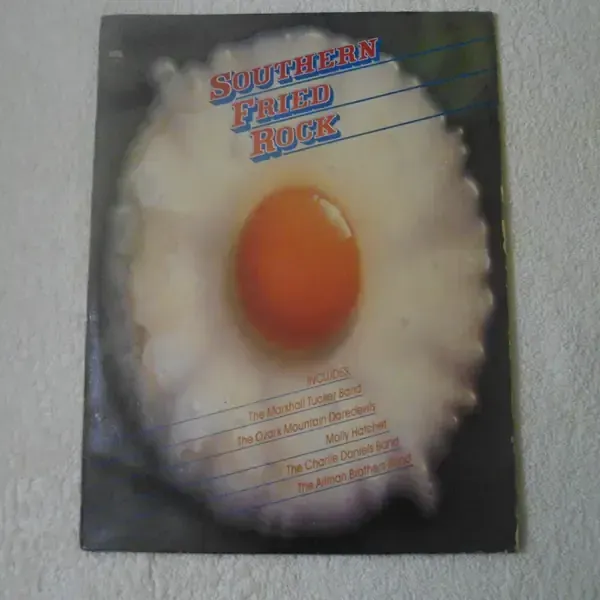 SOUTHERN
FRIED
ROCK
INCLUDES:
The Marshall Tucker Band
The Ozark Mountain Daredevils
Molly Hatchet
The Charlie Daniels Band
The Allman Brothers Band